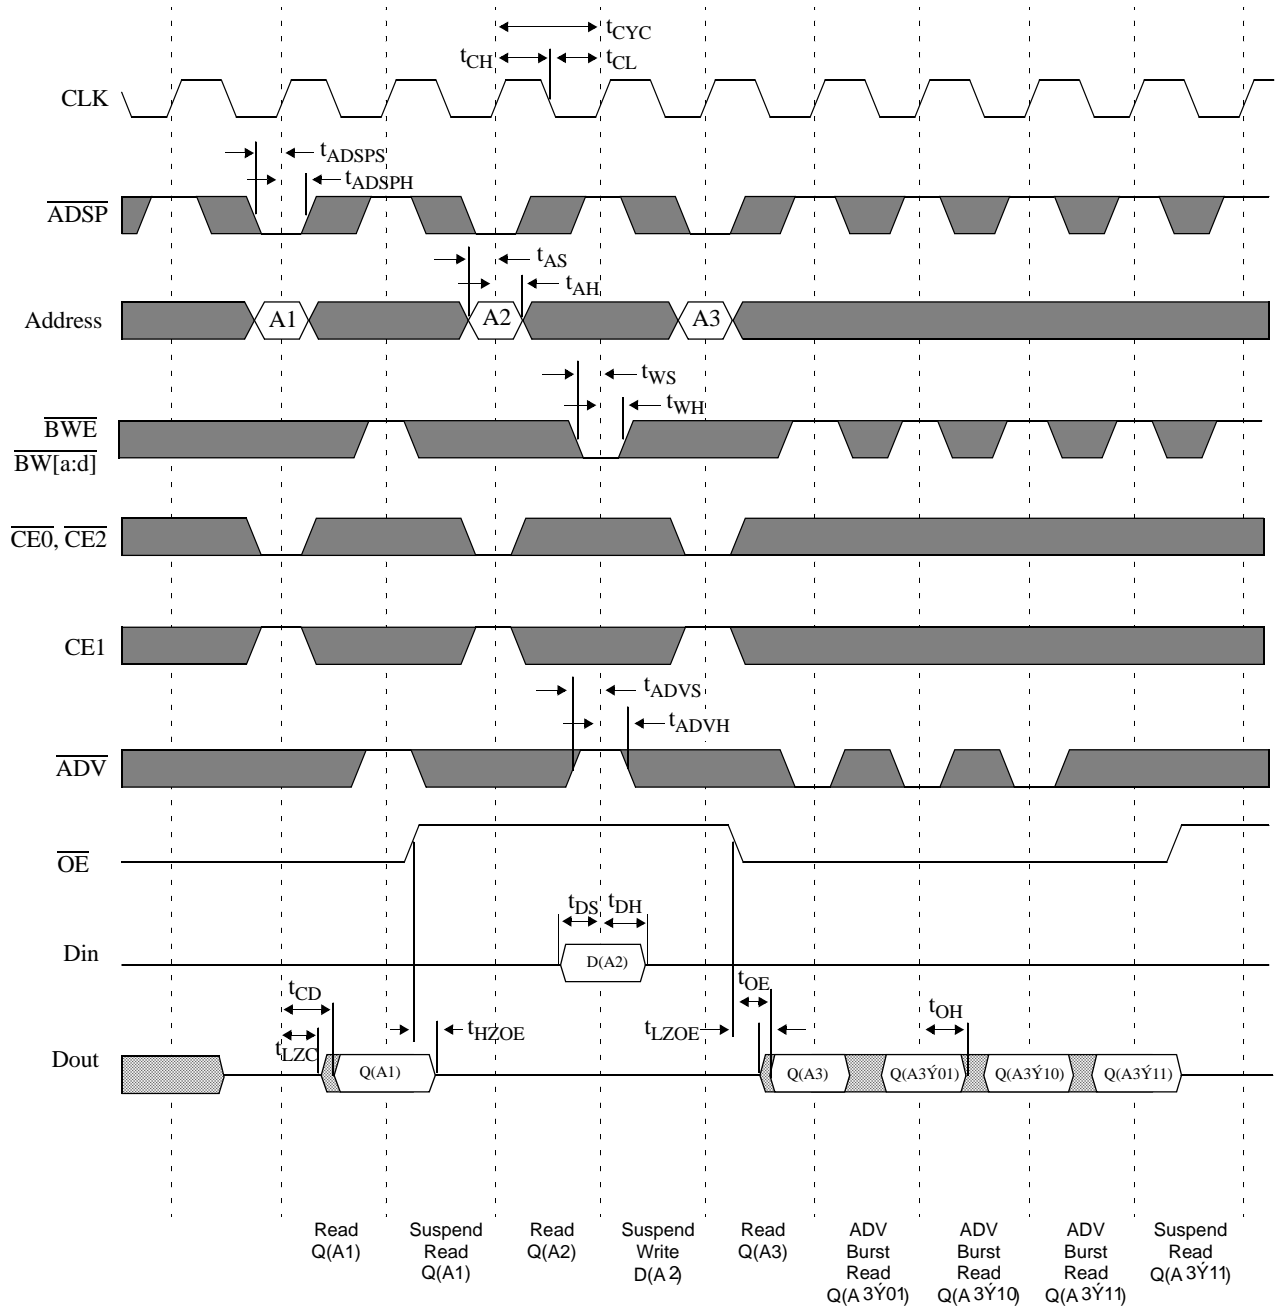 tCYC
tCH
tCL
CLK
tADSPS
tADSPH
ADSP
tAS
tAH
Address
A1
A2
A3
tWS
tWH
BWE
BW[a:d]
CE0, CE2
CE1
tADVS
tADVH
ADV
OE
tDS
tDH
Din
D(A2)
tCD
tOE
tOH
tLZC
tHZOE
tLZOE
Dout
Q(A1)
Q(A3)
Q(A3Ý01)
Q(A3Ý10)
Q(A3Ý11)
Read
Q(A1)
Suspend
Read
Q(A1)
Read
Q(A2)
Suspend
Write
D(A2)
Read
Q(A3)
ADV
Burst
Read
Q(A3Ý01)
ADV
Burst
Read
Q(A3Ý10)
ADV
Burst
Read
Q(A3Ý11)
Suspend
Read
Q(A3Ý11)